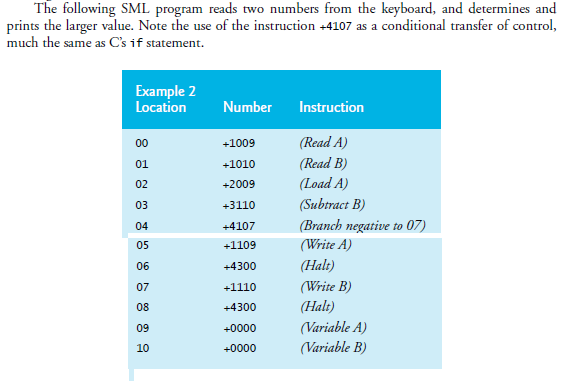 The following SML program reads two numbers from the keyboard, and determines and
prints the larger value. Note the use of the instruction +4107 as a conditional transfer of control,
much the same as C's if statement.
Example 2
Location Number Instruction
00 +1009 (Read A)
01 +1010 (Read B)
02 +2009 (Load A)
03 +3110 (Subtract B)
04 +4107 (Branch negative to 07)
05 +1109 (Write A)
06 +4300 (Halt)
07 +1110 (Write B)
08 +4300 (Halt)
09 +0000 (Variable A)
10 +0000 (Variable B)